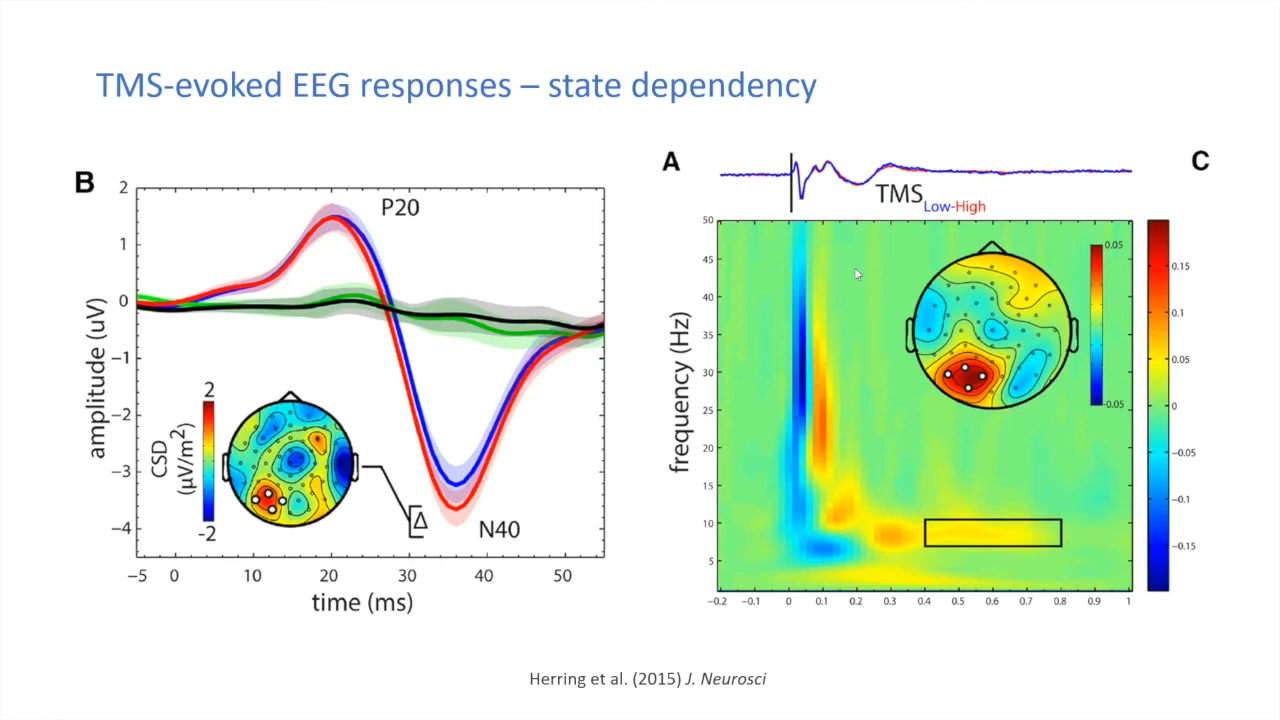 TMS-evoked EEG responses – state dependency
B
2
1
0
−1
−2
−3
−4
amplitude (uV)
P20
N40
2
CSD
(μV/m²)
-2
Δ
−5 0 10 20 30 40 50
time (ms)
A
C
TMS
Low-High
50
45
40
35
30
25
20
15
10
5
frequency (Hz)
0.05
-0.05
0.15
0.1
0.05
0
−0.05
−0.1
−0.15
−0.2 −0.1 0 0.1 0.2 0.3 0.4 0.5 0.6 0.7 0.8 0.9 1
Herring et al. (2015) J. Neurosci